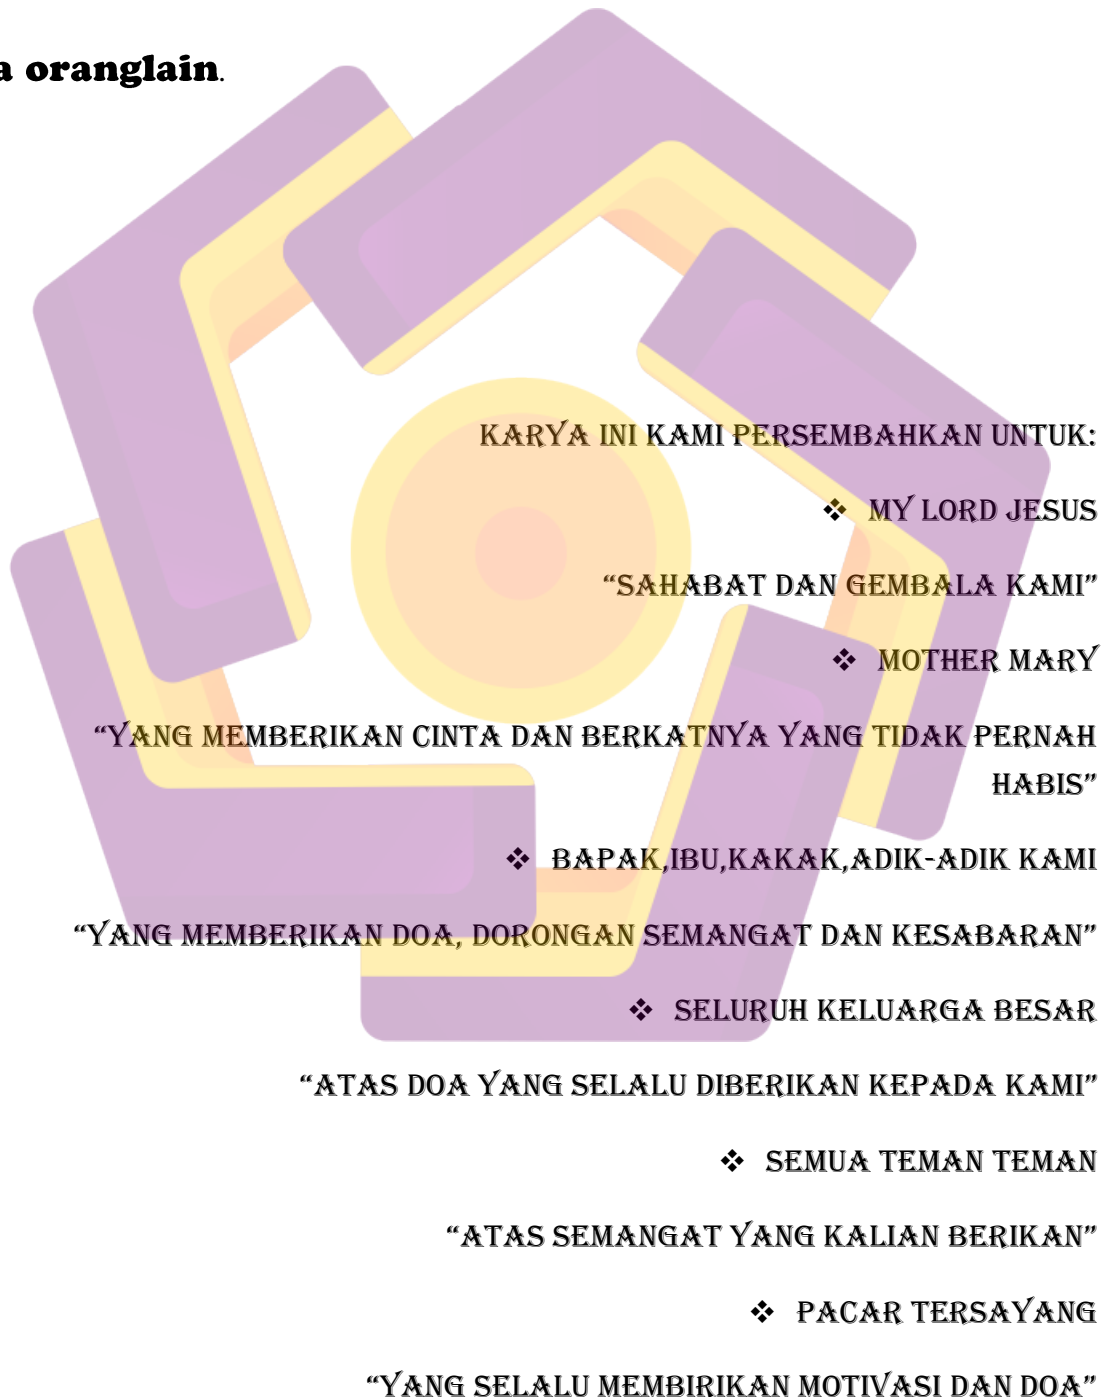 a oranglain.
KARYA INI KAMI PERSEMBAHKAN UNTUK:
❖ MY LORD JESUS
“SAHABAT DAN GEMBALA KAMI”
❖ MOTHER MARY
“YANG MEMBERIKAN CINTA DAN BERKATNYA YANG TIDAK PERNAH
HABIS”
❖ BAPAK,IBU,KAKAK,ADIK-ADIK KAMI
“YANG MEMBERIKAN DOA, DORONGAN SEMANGAT DAN KESABARAN”
❖ SELURUH KELUARGA BESAR
“ATAS DOA YANG SELALU DIBERIKAN KEPADA KAMI”
❖ SEMUA TEMAN TEMAN
“ATAS SEMANGAT YANG KALIAN BERIKAN”
❖ PACAR TERSAYANG
“YANG SELALU MEMBIRIKAN MOTIVASI DAN DOA”